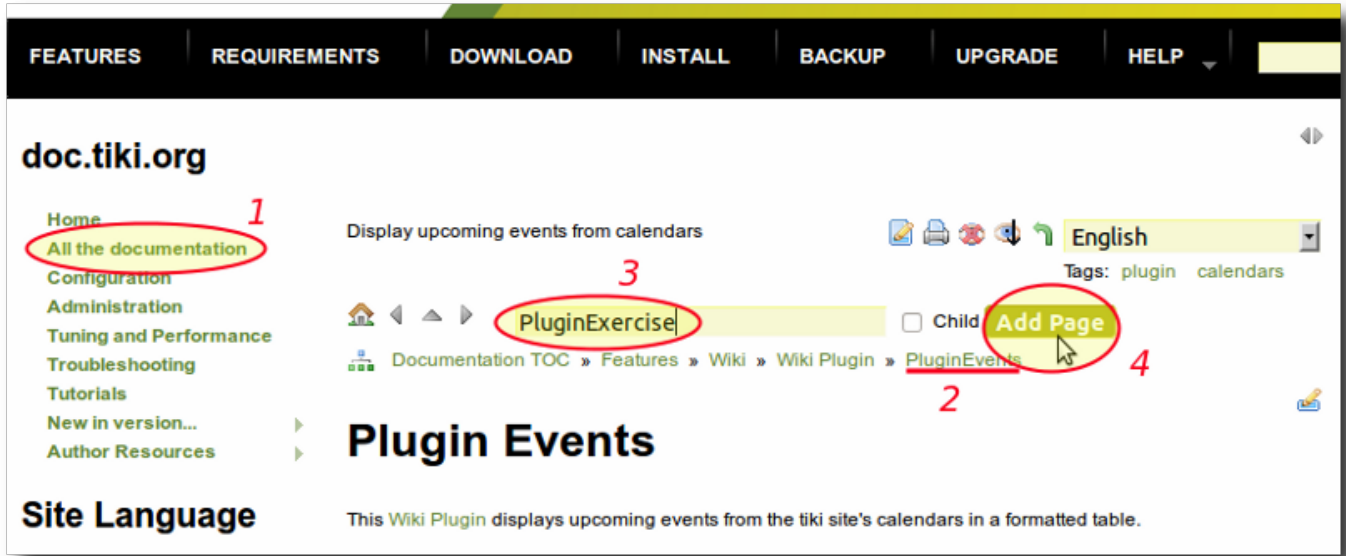 FEATURES REQUIREMENTS DOWNLOAD INSTALL BACKUP UPGRADE HELP
doc.tiki.org
Home
1
All the documentation
Configuration
Administration
Tuning and Performance
Troubleshooting
Tutorials
New in version...
Author Resources
Site Language
Display upcoming events from calendars
English
Tags: plugin calendars
3
PluginExercise
Child
Add Page
4
Documentation TOC » Features » Wiki » Wiki Plugin » PluginEvents
2
Plugin Events
This Wiki Plugin displays upcoming events from the tiki site's calendars in a formatted table.